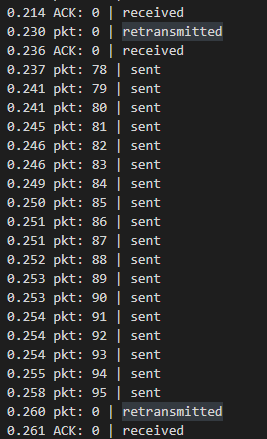 0.214 ACK: 0 | received
0.230 pkt: 0 | retransmitted
0.236 ACK: 0 | received
0.237 pkt: 78 | sent
0.241 pkt: 79 | sent
0.241 pkt: 80 | sent
0.245 pkt: 81 | sent
0.246 pkt: 82 | sent
0.246 pkt: 83 | sent
0.249 pkt: 84 | sent
0.250 pkt: 85 | sent
0.251 pkt: 86 | sent
0.251 pkt: 87 | sent
0.252 pkt: 88 | sent
0.253 pkt: 89 | sent
0.253 pkt: 90 | sent
0.254 pkt: 91 | sent
0.254 pkt: 92 | sent
0.254 pkt: 93 | sent
0.255 pkt: 94 | sent
0.258 pkt: 95 | sent
0.260 pkt: 0 | retransmitted
0.261 ACK: 0 | received